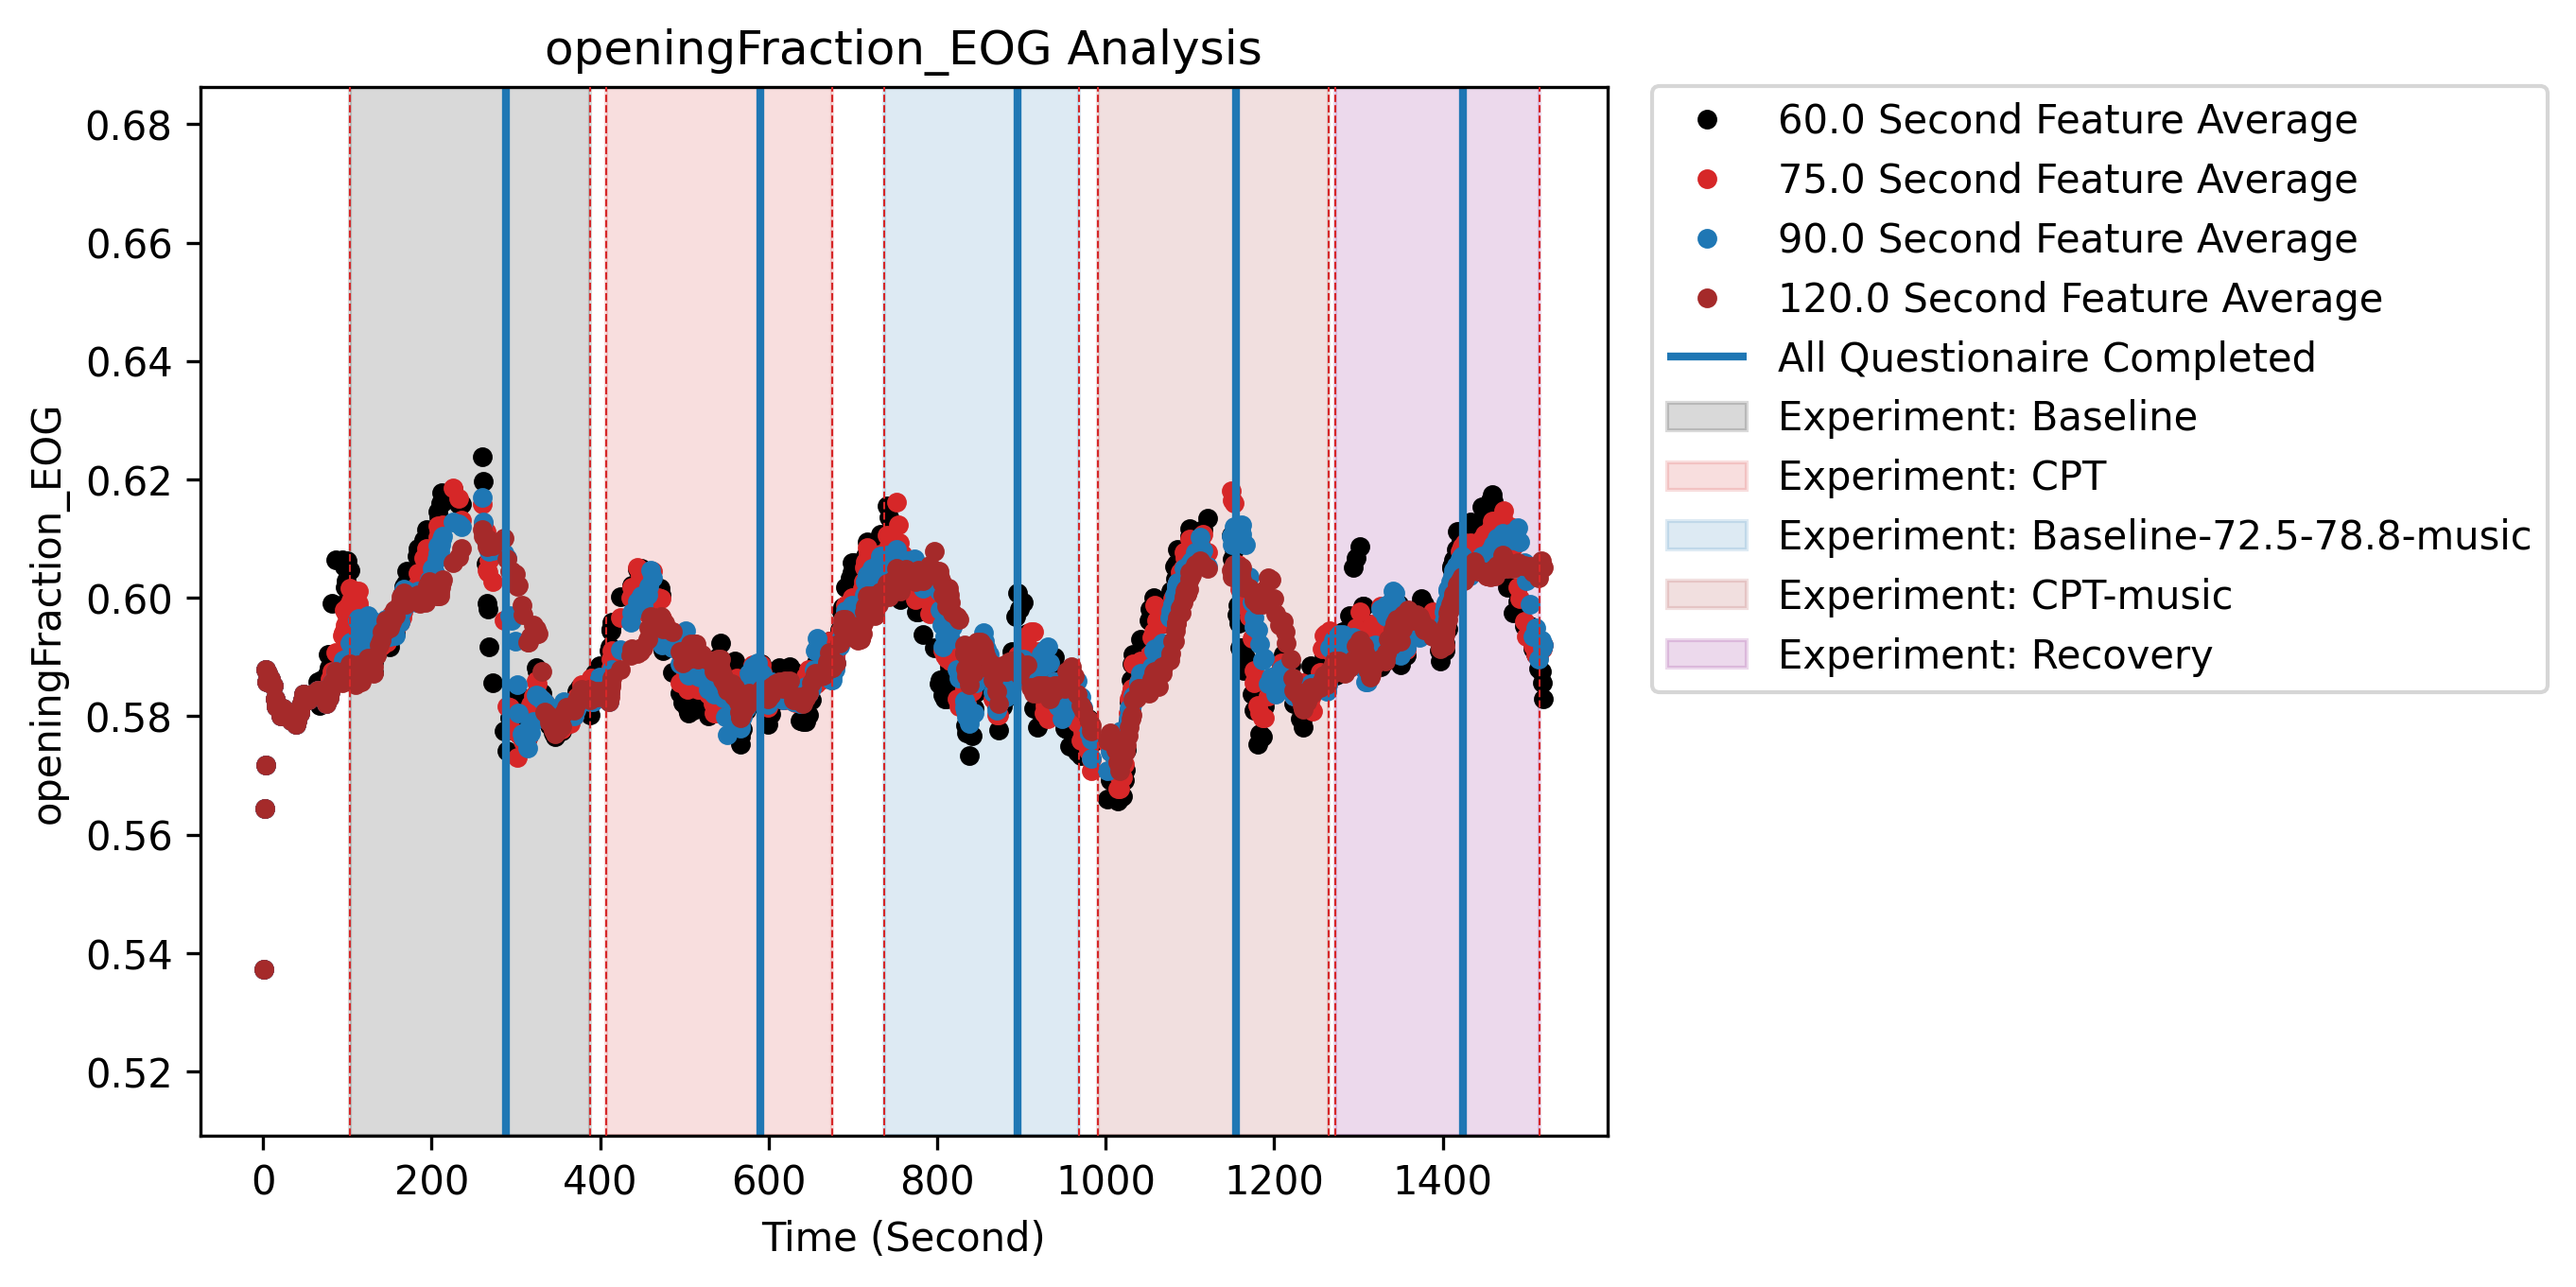 openingFraction_EOG Analysis
openingFraction_EOG
0.68
0.66
0.64
0.62
0.60
0.58
0.56
0.54
0.52
0 200 400 600 800 1000 1200 1400
Time (Second)
60.0 Second Feature Average
75.0 Second Feature Average
90.0 Second Feature Average
120.0 Second Feature Average
All Questionaire Completed
Experiment: Baseline
Experiment: CPT
Experiment: Baseline-72.5-78.8-music
Experiment: CPT-music
Experiment: Recovery